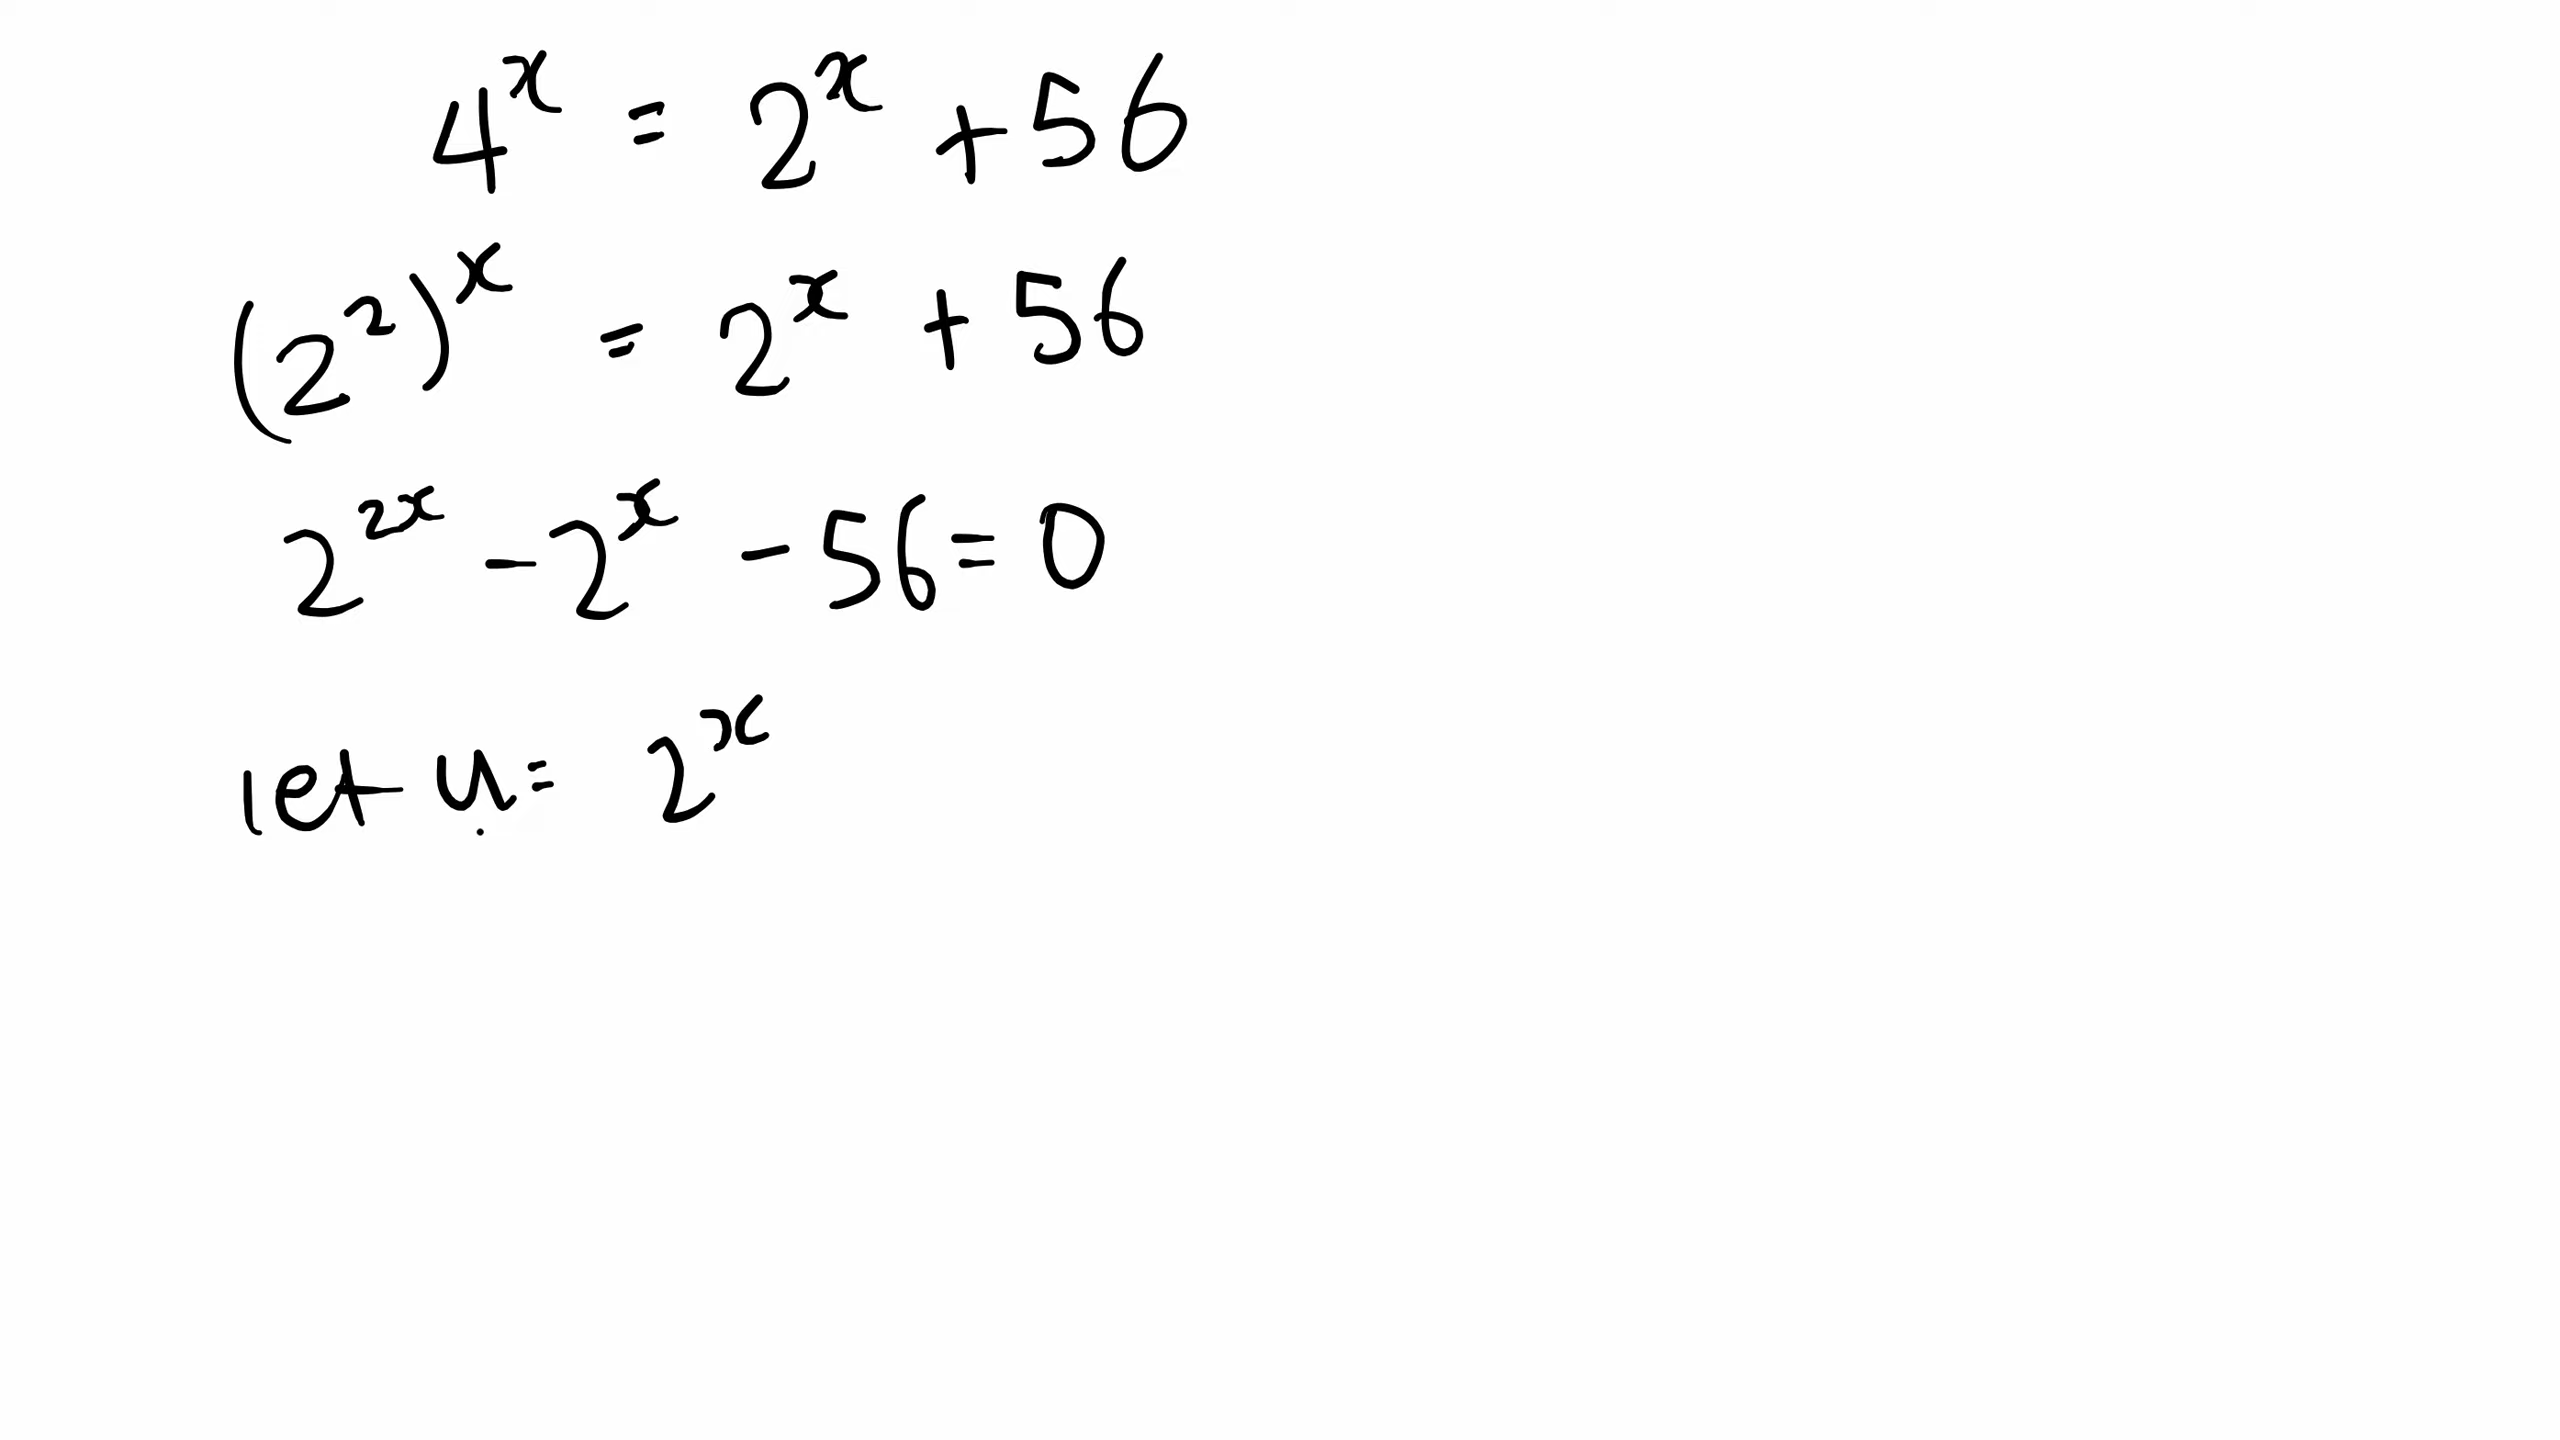 4^x = 2^x + 56
(2^2)^x = 2^x + 56
2^{2x} - 2^x - 56 = 0
let u = 2^x